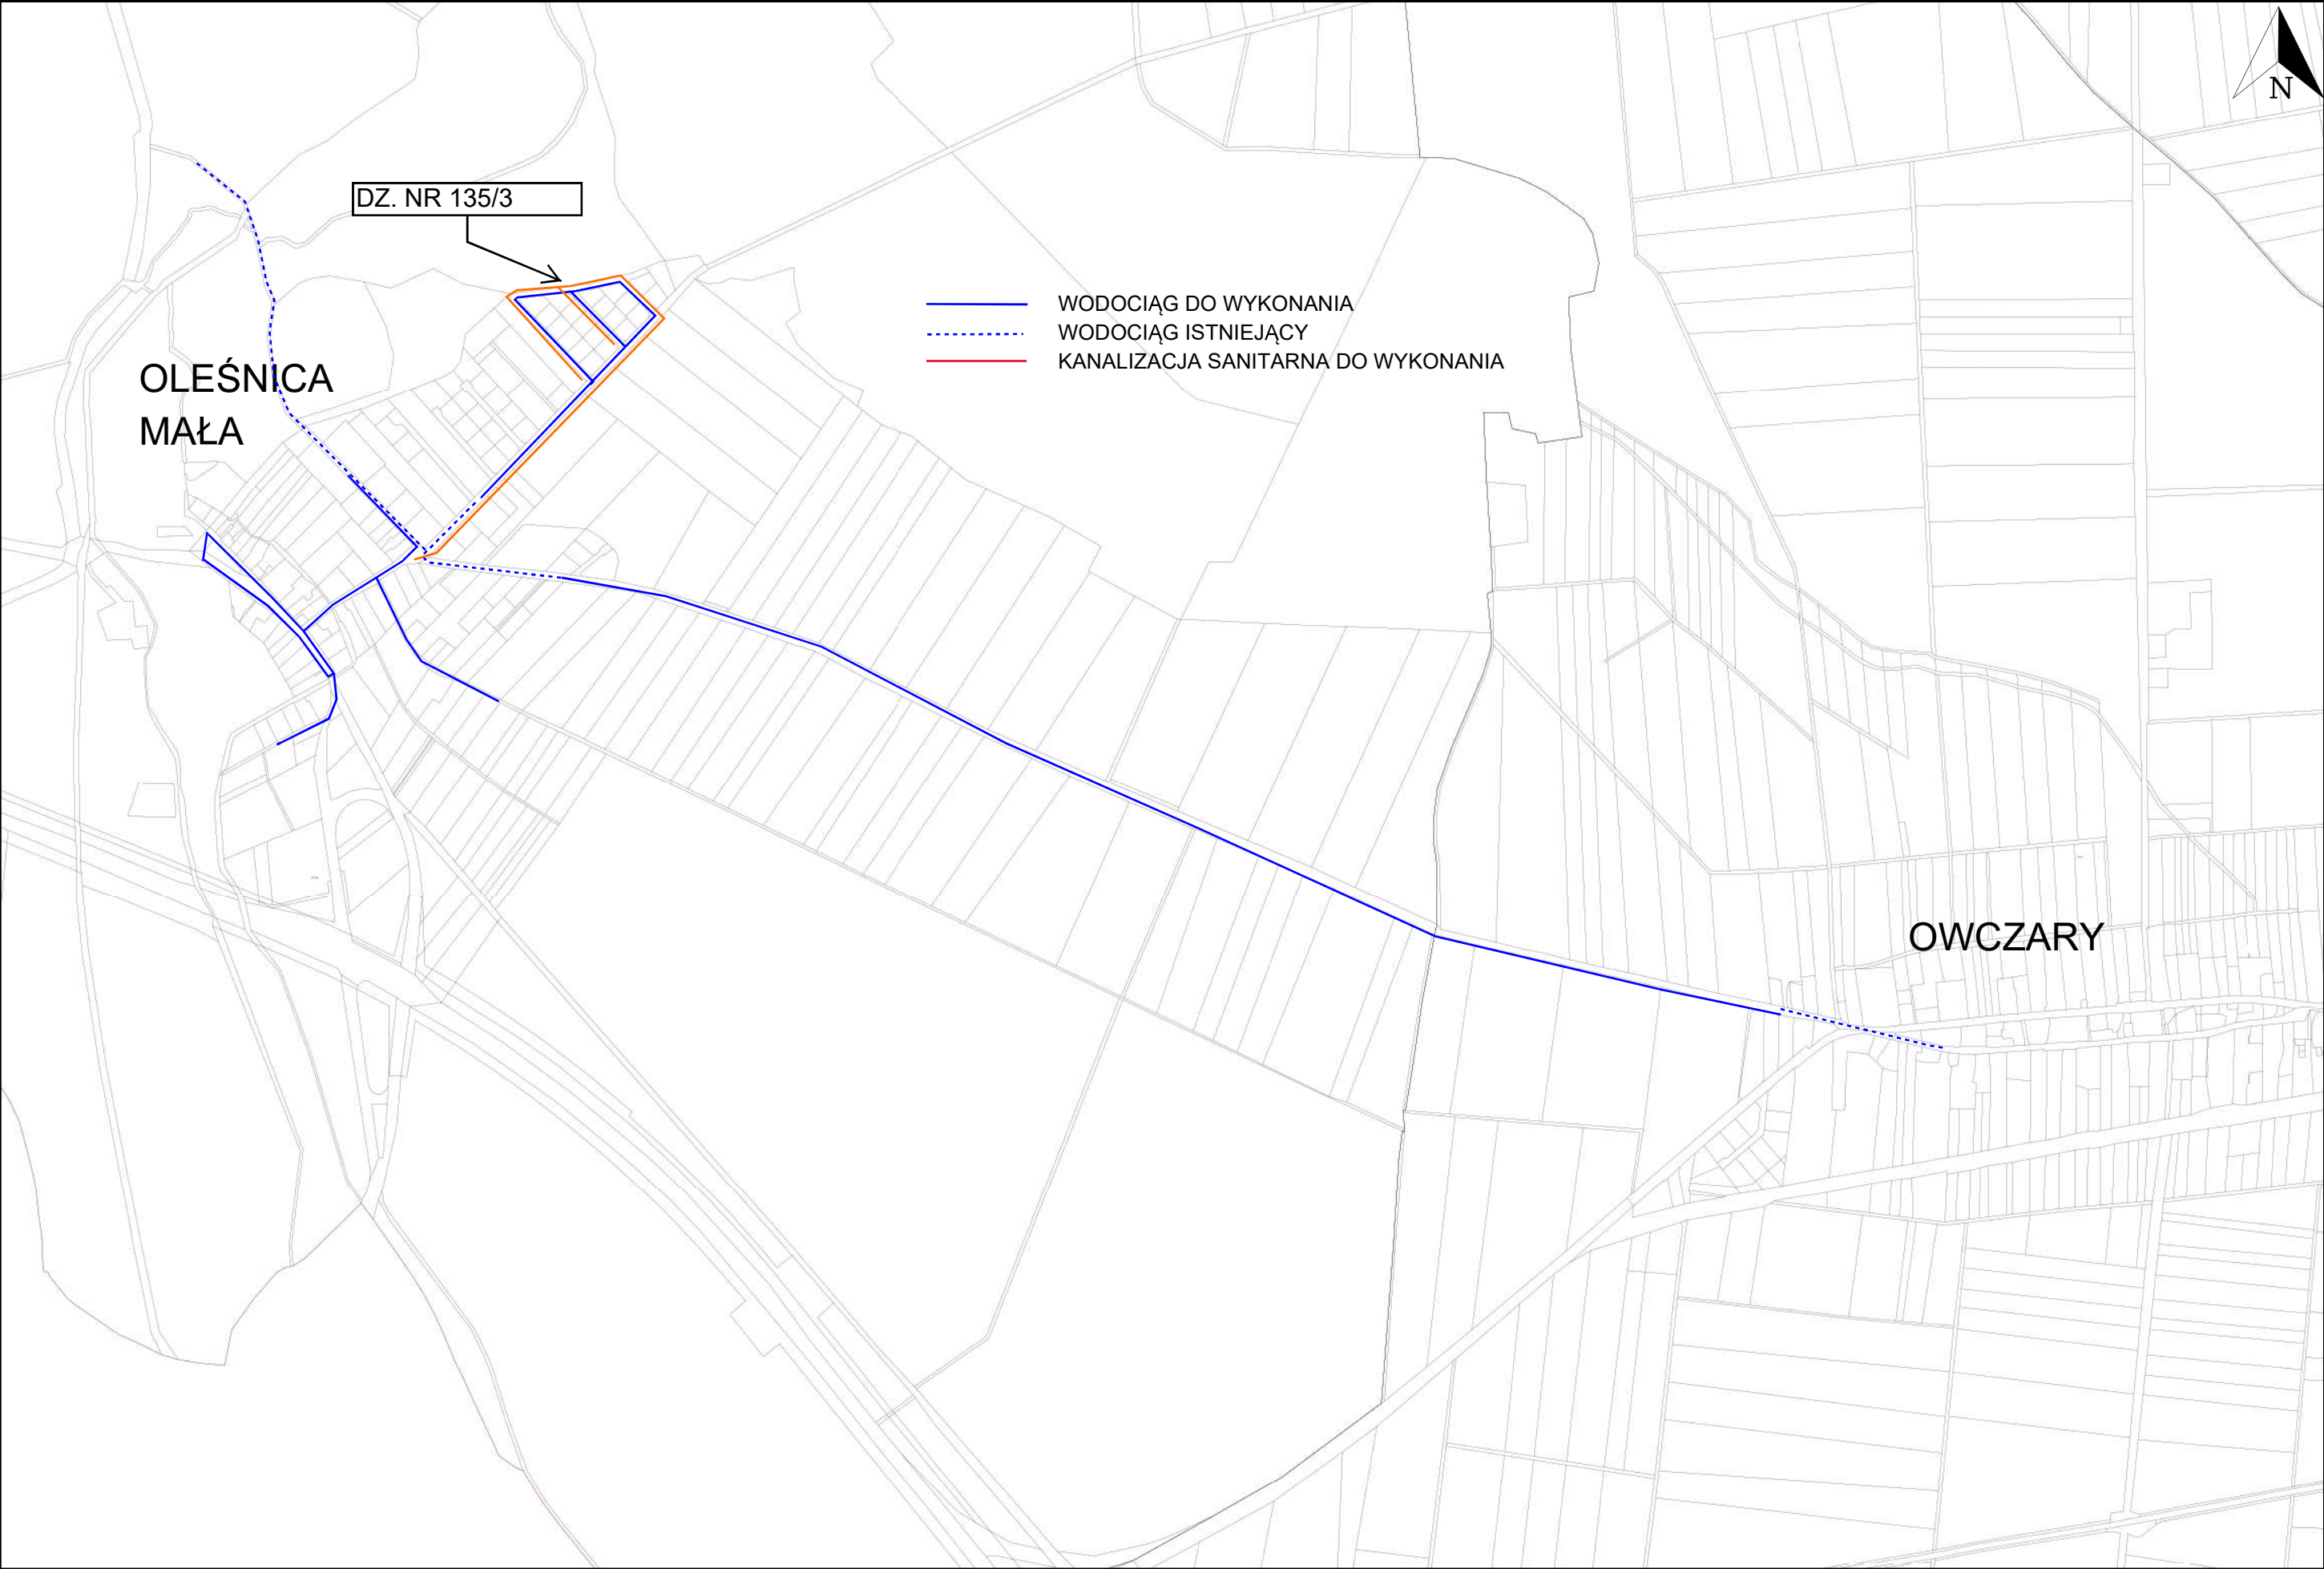 N
DZ. NR 135/3
WODOCIĄG DO WYKONANIA
WODOCIĄG ISTNIEJĄCY
KANALIZACJA SANITARNA DO WYKONANIA
OLEŚNICA
MAŁA
OWCZARY